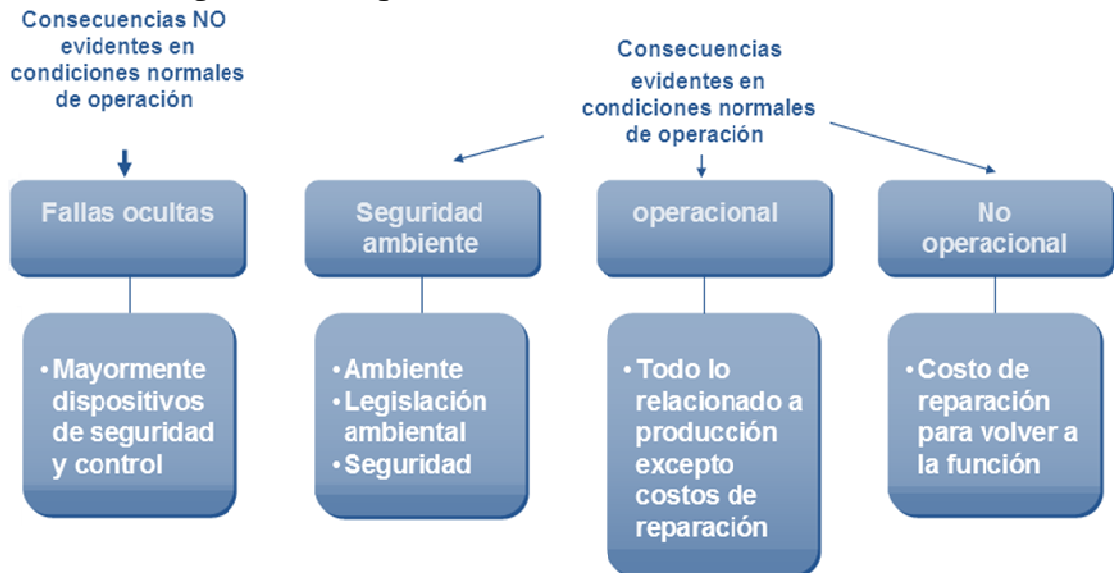 Consecuencias NO
evidentes en
condiciones normales
de operación
Consecuencias
evidentes en
condiciones normales
de operación
Fallas ocultas
Seguridad
ambiente
operacional
No
operacional
• Mayormente
dispositivos
de seguridad
y control
• Ambiente
• Legislación
ambiental
• Seguridad
• Todo lo
relacionado a
producción
excepto
costos de
reparación
• Costo de
reparación
para volver a
la función